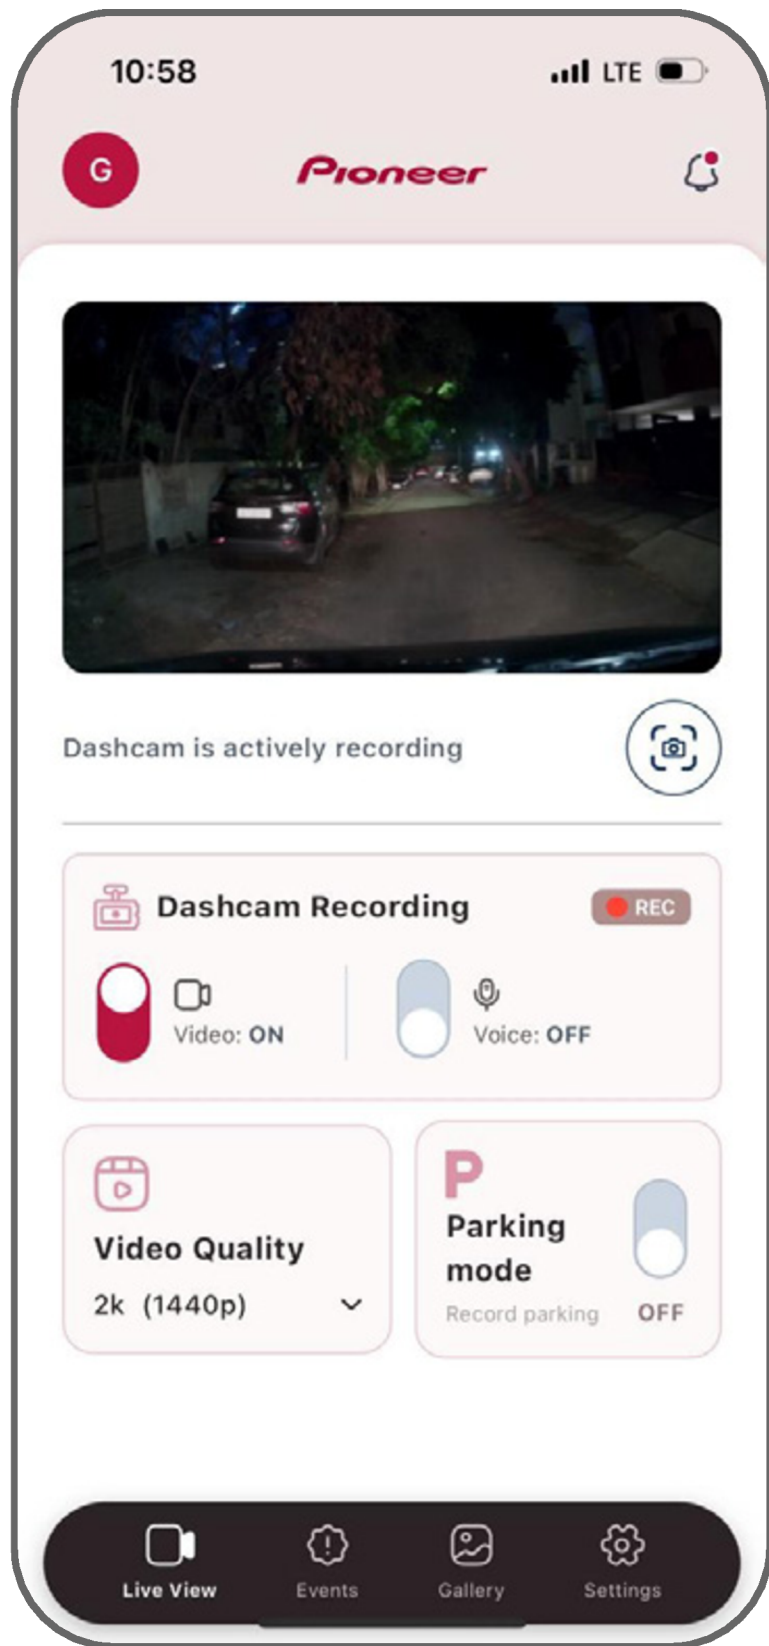 10:58
LTE
G
Pioneer
Dashcam is actively recording
Dashcam Recording
REC
Video: ON
Voice: OFF
Video Quality
2k (1440p)
P
Parking
mode
Record parking
OFF
Live View
Events
Gallery
Settings